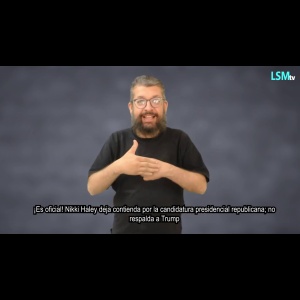 LSMtv
¡Es oficial! Nikki Haley deja contienda por la candidatura presidencial republicana; no
respalda a Trump